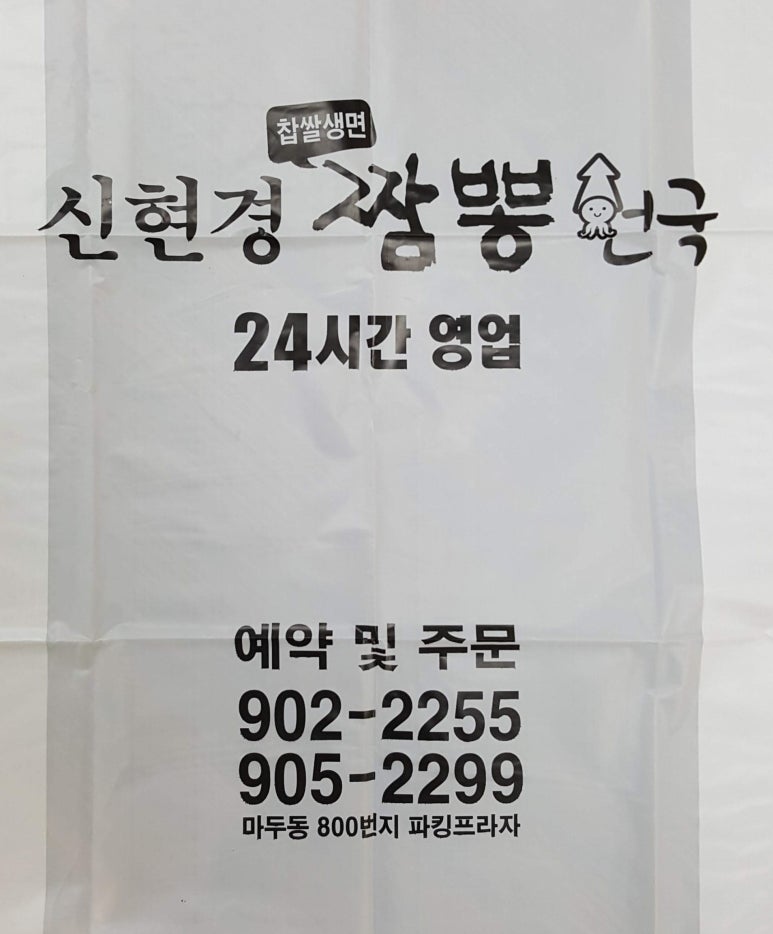 찹쌀생면
신현경 짬뽕 천국
24시간 영업
예약 및 주문
902-2255
905-2299
마두동 800번지 파킹프라자